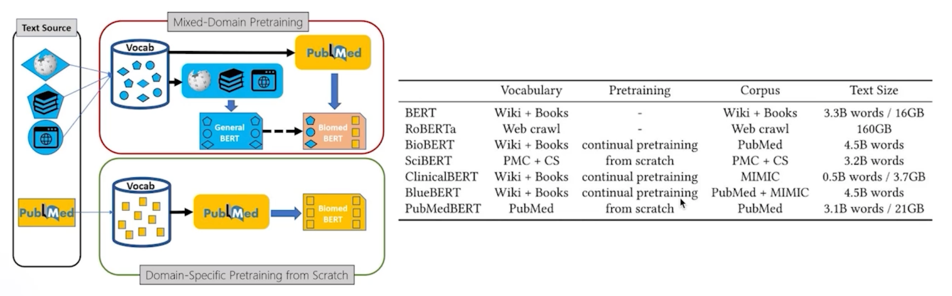 Text Source
PubMed
Mixed-Domain Pretraining
Vocab
PubMed
General
BERT
Biomed
BERT
Vocab
PubMed
Biomed
BERT
Domain-Specific Pretraining from Scratch
Vocabulary Pretraining Corpus Text Size
BERT Wiki + Books - Wiki + Books 3.3B words / 16GB
RoBERTa Web crawl - Web crawl 160GB
BioBERT Wiki + Books continual pretraining PubMed 4.5B words
SciBERT PMC + CS from scratch PMC + CS 3.2B words
ClinicalBERT Wiki + Books continual pretraining MIMIC 0.5B words / 3.7GB
BlueBERT Wiki + Books continual pretraining PubMed + MIMIC 4.5B words
PubMedBERT PubMed from scratch PubMed 3.1B words / 21GB